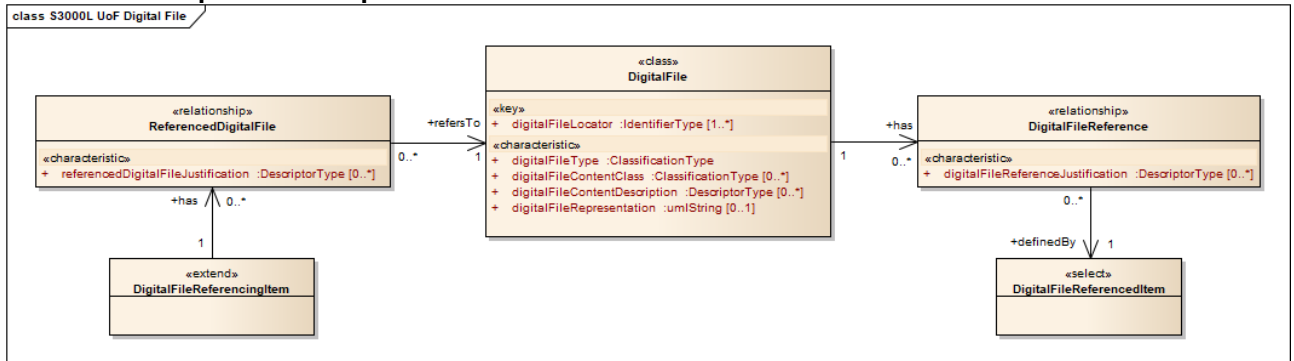 class S3000L UoF Digital File
«class»
DigitalFile
«key»
+ digitalFileLocator :IdentifierType [1..*]
«characteristic»
+ digitalFileType :ClassificationType
+ digitalFileContentClass :ClassificationType [0..*]
+ digitalFileContentDescription :DescriptorType [0..*]
+ digitalFileRepresentation :umlString [0..1]
«relationship»
ReferencedDigitalFile
«characteristic»
+ referencedDigitalFileJustification :DescriptorType [0..*]
+refersTo
0..*
1
+has
1
0..*
«relationship»
DigitalFileReference
«characteristic»
+ digitalFileReferenceJustification :DescriptorType [0..*]
+has
0..*
1
«extend»
DigitalFileReferencingItem
0..*
+definedBy
1
«select»
DigitalFileReferencedItem